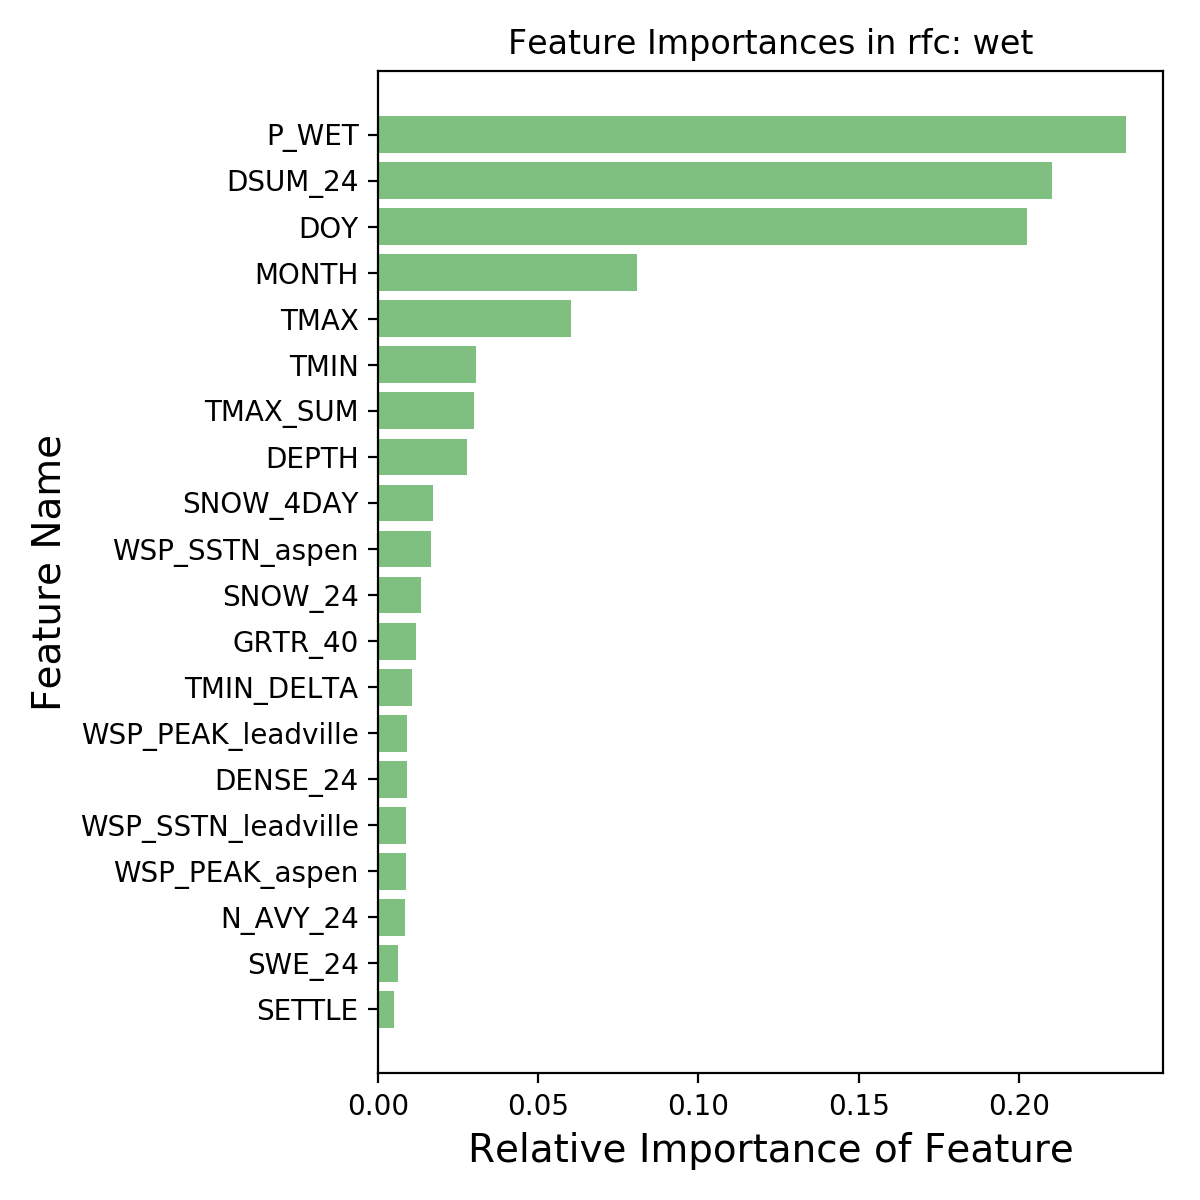 Feature Importances in rfc: wet
Feature Name
P_WET
DSUM_24
DOY
MONTH
TMAX
TMIN
TMAX_SUM
DEPTH
SNOW_4DAY
WSP_SSTN_aspen
SNOW_24
GRTR_40
TMIN_DELTA
WSP_PEAK_leadville
DENSE_24
WSP_SSTN_leadville
WSP_PEAK_aspen
N_AVY_24
SWE_24
SETTLE
0.00 0.05 0.10 0.15 0.20
Relative Importance of Feature